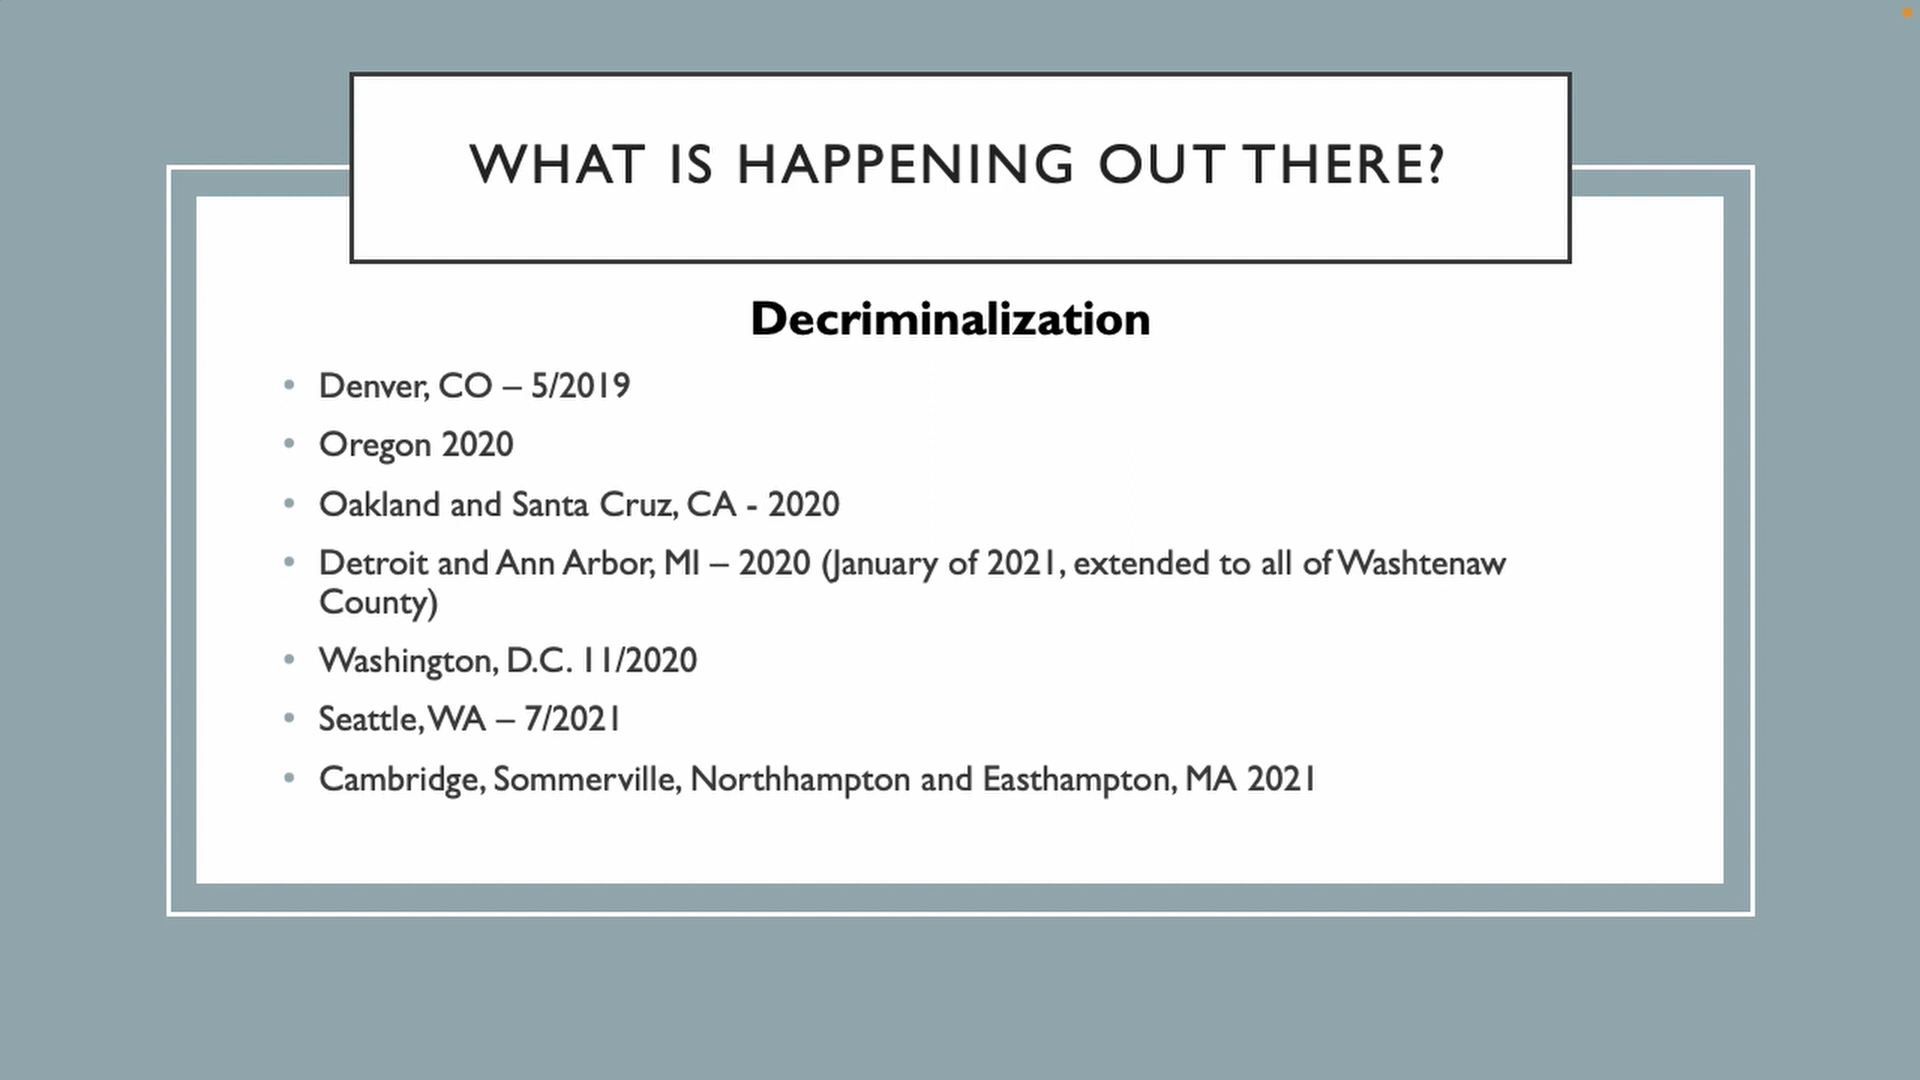 WHAT IS HAPPENING OUT THERE?
Decriminalization
• Denver, CO – 5/2019
• Oregon 2020
• Oakland and Santa Cruz, CA - 2020
• Detroit and Ann Arbor, MI – 2020 (January of 2021, extended to all of Washtenaw
County)
• Washington, D.C. 11/2020
• Seattle, WA – 7/2021
• Cambridge, Sommerville, Northhampton and Easthampton, MA 2021